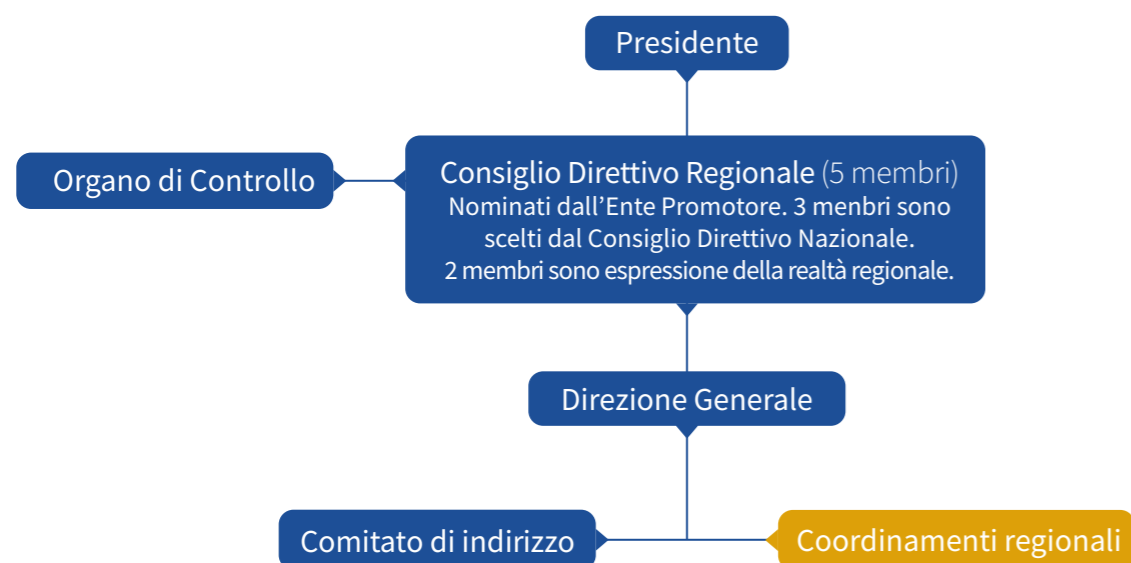 Presidente
Organo di Controllo
Consiglio Direttivo Regionale (5 membri)
Nominati dall’Ente Promotore. 3 menbri sono
scelti dal Consiglio Direttivo Nazionale.
2 membri sono espressione della realtà regionale.
Direzione Generale
Comitato di indirizzo
Coordinamenti regionali